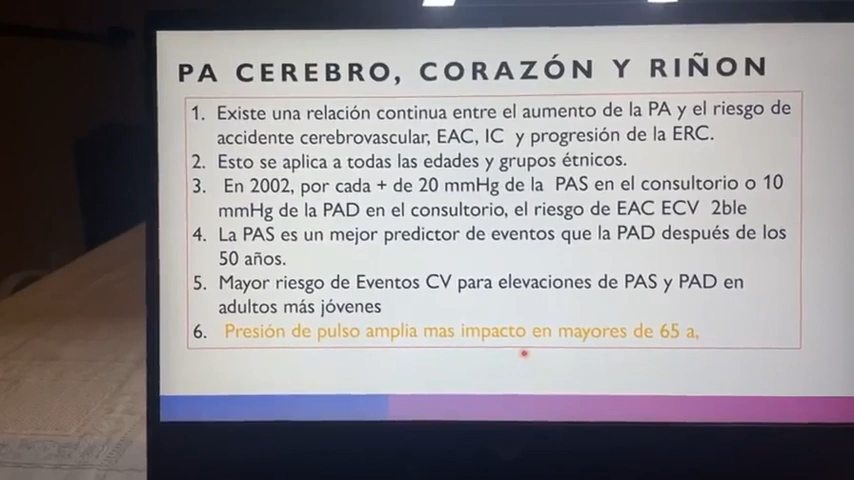 PA CEREBRO, CORAZÓN Y RIÑON
1. Existe una relación continua entre el aumento de la PA y el riesgo de
accidente cerebrovascular, EAC, IC y progresión de la ERC.
2. Esto se aplica a todas las edades y grupos étnicos.
3. En 2002, por cada + de 20 mmHg de la PAS en el consultorio o 10
mmHg de la PAD en el consultorio, el riesgo de EAC ECV 2ble
4. La PAS es un mejor predictor de eventos que la PAD después de los
50 años.
5. Mayor riesgo de Eventos CV para elevaciones de PAS y PAD en
adultos más jóvenes
6. Presión de pulso amplia mas impacto en mayores de 65 a,